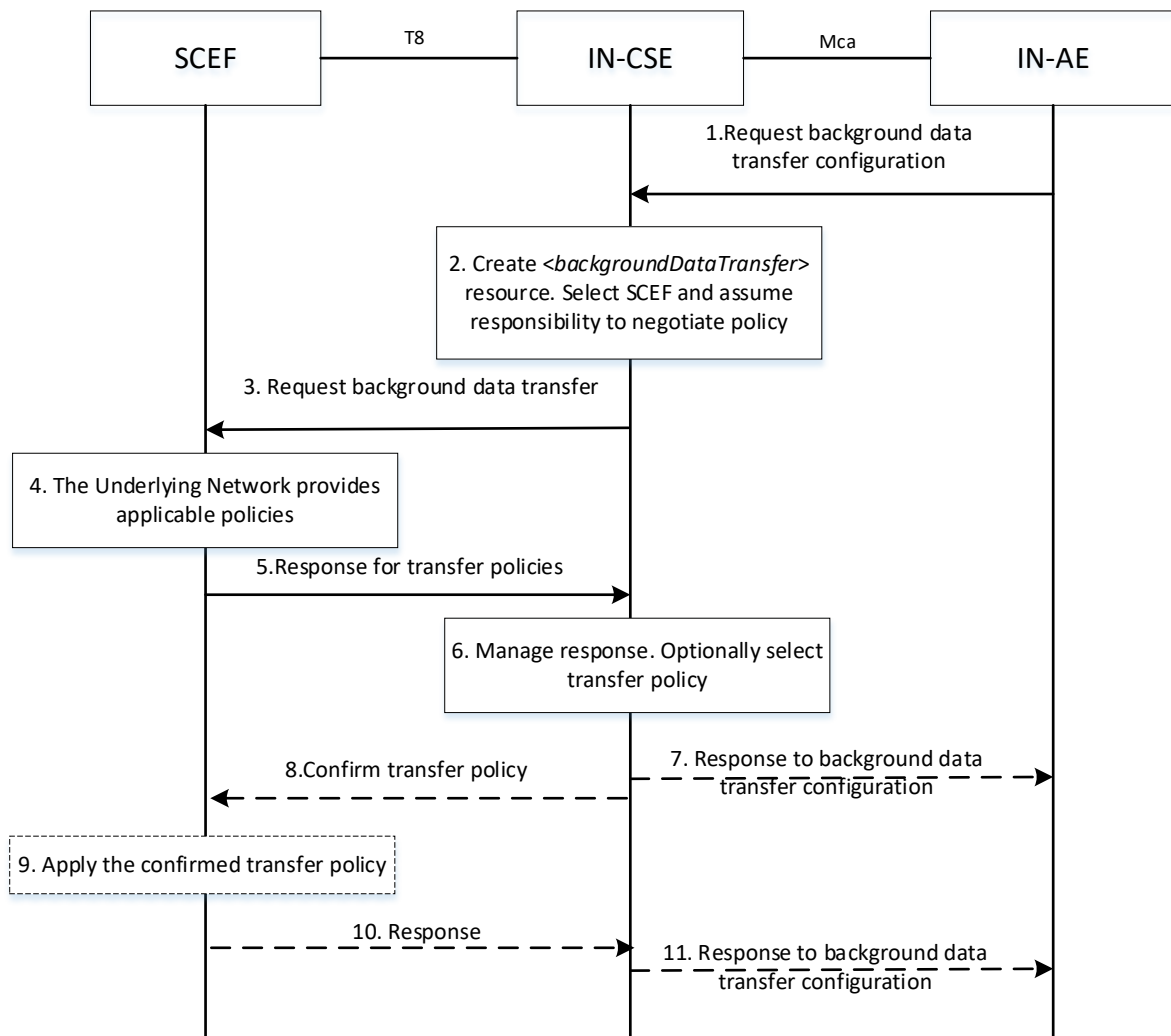 SCEF
T8
IN-CSE
Mca
IN-AE
1.Request background data
transfer configuration
2. Create <backgroundDataTransfer>
resource. Select SCEF and assume
responsibility to negotiate policy
3. Request background data transfer
4. The Underlying Network provides
applicable policies
5.Response for transfer policies
6. Manage response. Optionally select
transfer policy
7. Response to background data
transfer configuration
8.Confirm transfer policy
9. Apply the confirmed transfer policy
10. Response
11. Response to background data
transfer configuration